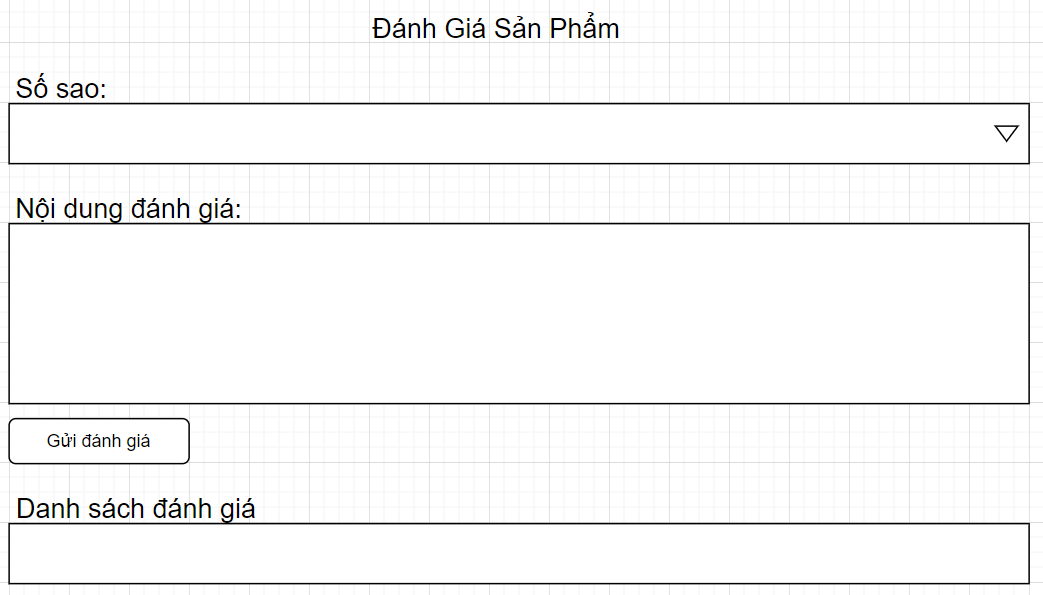 Đánh Giá Sản Phẩm
Số sao:
Nội dung đánh giá:
Gửi đánh giá
Danh sách đánh giá